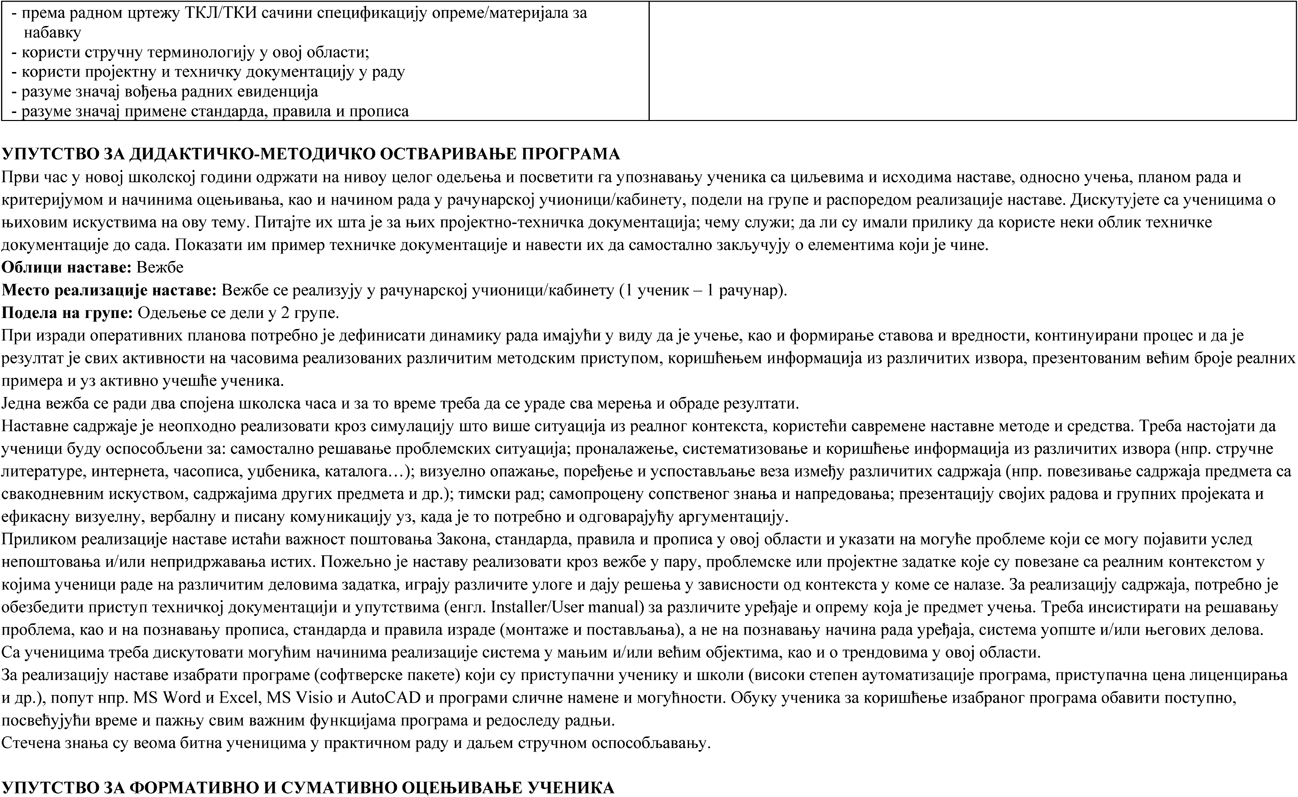 - према радном цртежу ТКЛ/ТКИ сачини спецификацију опреме/материјала за
набавку
- користи стручну терминологију у овој области;
- користи пројектну и техничку документацију у раду
- разуме значај вођења радних евиденција
- разуме значај примене стандарда, правила и прописа
УПУТСТВО ЗА ДИДАКТИЧКО-МЕТОДИЧКО ОСТВАРИВАЊЕ ПРОГРАМА
Први час у новој школској години одржати на нивоу целог одељења и посветити га упознавању ученика са циљевима и исходима наставе, односно учења, планом рада и
критеријумом и начинима оцењивања, као и начином рада у рачунарској учионици/кабинету, подели на групе и распоредом реализације наставе. Дискутујете са ученицима о
њиховим искуствима на ову тему. Питајте их шта је за њих пројектно-техничка документација; чему служи; да ли су имали прилику да користе неки облик техничке
документације до сада. Показати им пример техничке документације и навести их да самостално закључују о елементима који је чине.
Облици наставе: Вежбе
Место реализације наставе: Вежбе се реализују у рачунарској учионици/кабинету (1 ученик – 1 рачунар).
Подела на групе: Одељење се дели у 2 групе.
При изради оперативних планова потребно је дефинисати динамику рада имајући у виду да је учење, као и формирање ставова и вредности, континуирани процес и да је
резултат је свих активности на часовима реализованих различитим методским приступом, коришћењем информација из различитих извора, презентованим већим броје реалних
примера и уз активно учешће ученика.
Једна вежба се ради два спојена школска часа и за то време треба да се ураде сва мерења и обраде резултати.
Наставне садржаје је неопходно реализовати кроз симулацију што више ситуација из реалног контекста, користећи савремене наставне методе и средства. Треба настојати да
ученици буду оспособљени за: самостално решавање проблемских ситуација; проналажење, систематизовање и коришћење информација из различитих извора (нпр. стручне
литературе, интернета, часописа, уџбеника, каталога…); визуелно опажање, поређење и успостављање веза између различитих садржаја (нпр. повезивање садржаја предмета са
свакодневним искуством, садржајима других предмета и др.); тимски рад; самопроцену сопственог знања и напредовања; презентацију својих радова и групних пројеката и
ефикасну визуелну, вербалну и писану комуникацију уз, када је то потребно и одговарајућу аргументацију.
Приликом реализације наставе истаћи важност поштовања Закона, стандарда, правила и прописа у овој области и указати на могуће проблеме који се могу појавити услед
непоштовања и/или непридржавања истих. Пожељно је наставу реализовати кроз вежбе у пару, проблемске или пројектне задатке које су повезане са реалним контекстом у
којима ученици раде на различитим деловима задатка, играју различите улоге и дају решења у зависности од контекста у коме се налазе. За реализацију садржаја, потребно је
обезбедити приступ техничкој документацији и упутствима (енгл. Installer/User manual) за различите уређаје и опрему која је предмет учења. Треба инсистирати на решавању
проблема, као и на познавању прописа, стандарда и правила израде (монтаже и постављања), а не на познавању начина рада уређаја, система уопште и/или његових делова.
Са ученицима треба дискутовати могућим начинима реализације система у мањим и/или већим објектима, као и о трендовима у овој области.
За реализацију наставе изабрати програме (софтверске пакете) који су приступачни ученику и школи (високи степен аутоматизације програма, приступачна цена лиценцирања
и др.), попут нпр. MS Word и Excel, MS Visio и AutoCAD и програми сличне намене и могућности. Обуку ученика за коришћење изабраног програма обавити поступно,
посвећујући време и пажњу свим важним функцијама програма и редоследу радњи.
Стечена знања су веома битна ученицима у практичном раду и даљем стручном оспособљавању.
УПУТСТВО ЗА ФОРМАТИВНО И СУМАТИВНО ОЦЕЊИВАЊЕ УЧЕНИКА